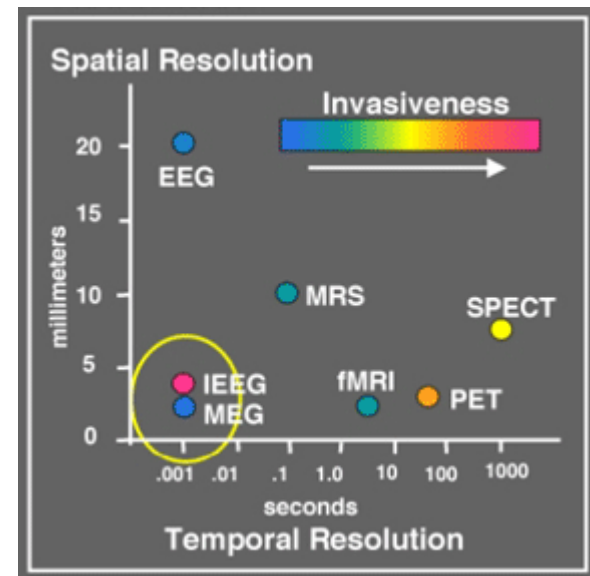 Spatial Resolution
Invasiveness
20
EEG
15
millimeters
10
MRS
SPECT
5
IEEG
fMRI
MEG
PET
0
.001 .01 .1 1.0 10 100 1000
seconds
Temporal Resolution